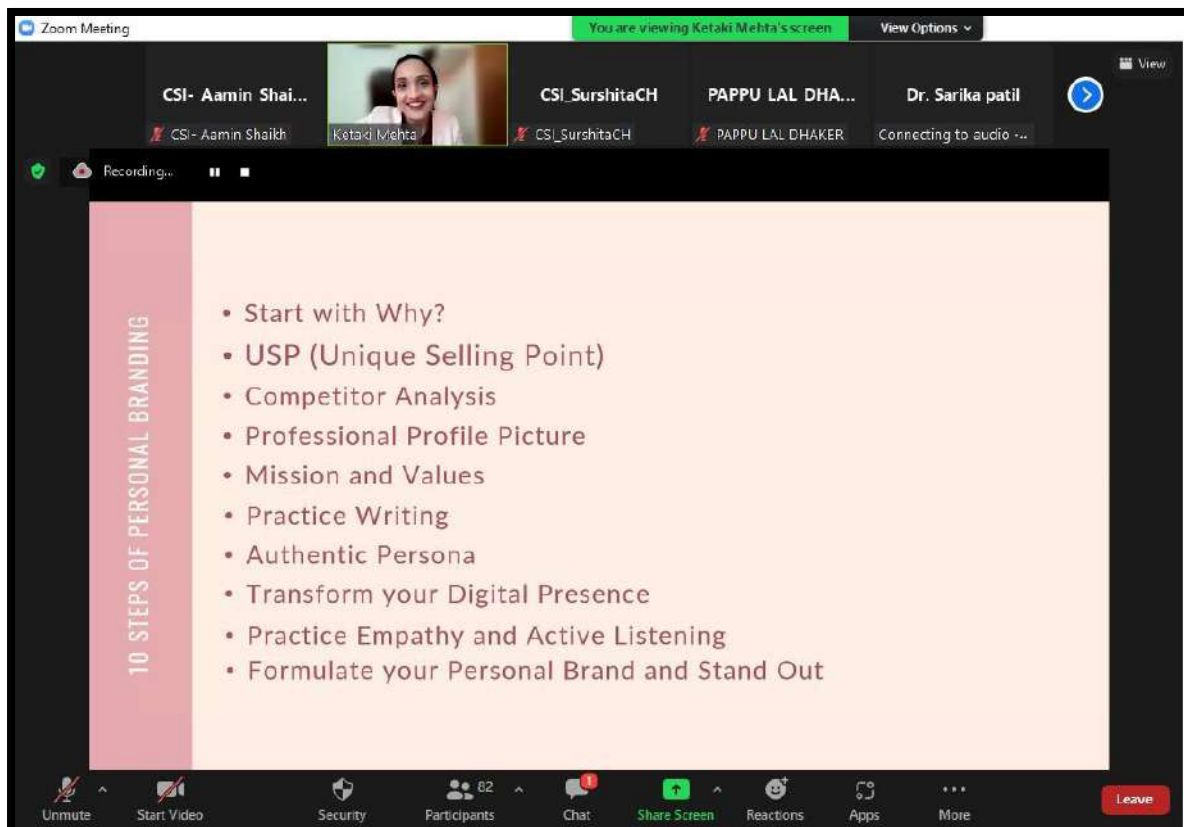 Zoom Meeting
You are viewing Ketaki Mehta's screen
View Options
View
CSI- Aamin Shai...
CSI_SurshitaCH
PAPPU LAL DHA...
Dr. Sarika patil
CSI- Aamin Shaikh
Ketaki Mehta
CSI_SurshitaCH
PAPPU LAL DHAKER
Connecting to audio ·..
Recording...
10 STEPS OF PERSONAL BRANDING
• Start with Why?
• USP (Unique Selling Point)
• Competitor Analysis
• Professional Profile Picture
• Mission and Values
• Practice Writing
• Authentic Persona
• Transform your Digital Presence
• Practice Empathy and Active Listening
• Formulate your Personal Brand and Stand Out
82
1
Unmute
Start Video
Security
Participants
Chat
Share Screen
Reactions
Apps
More
Leave